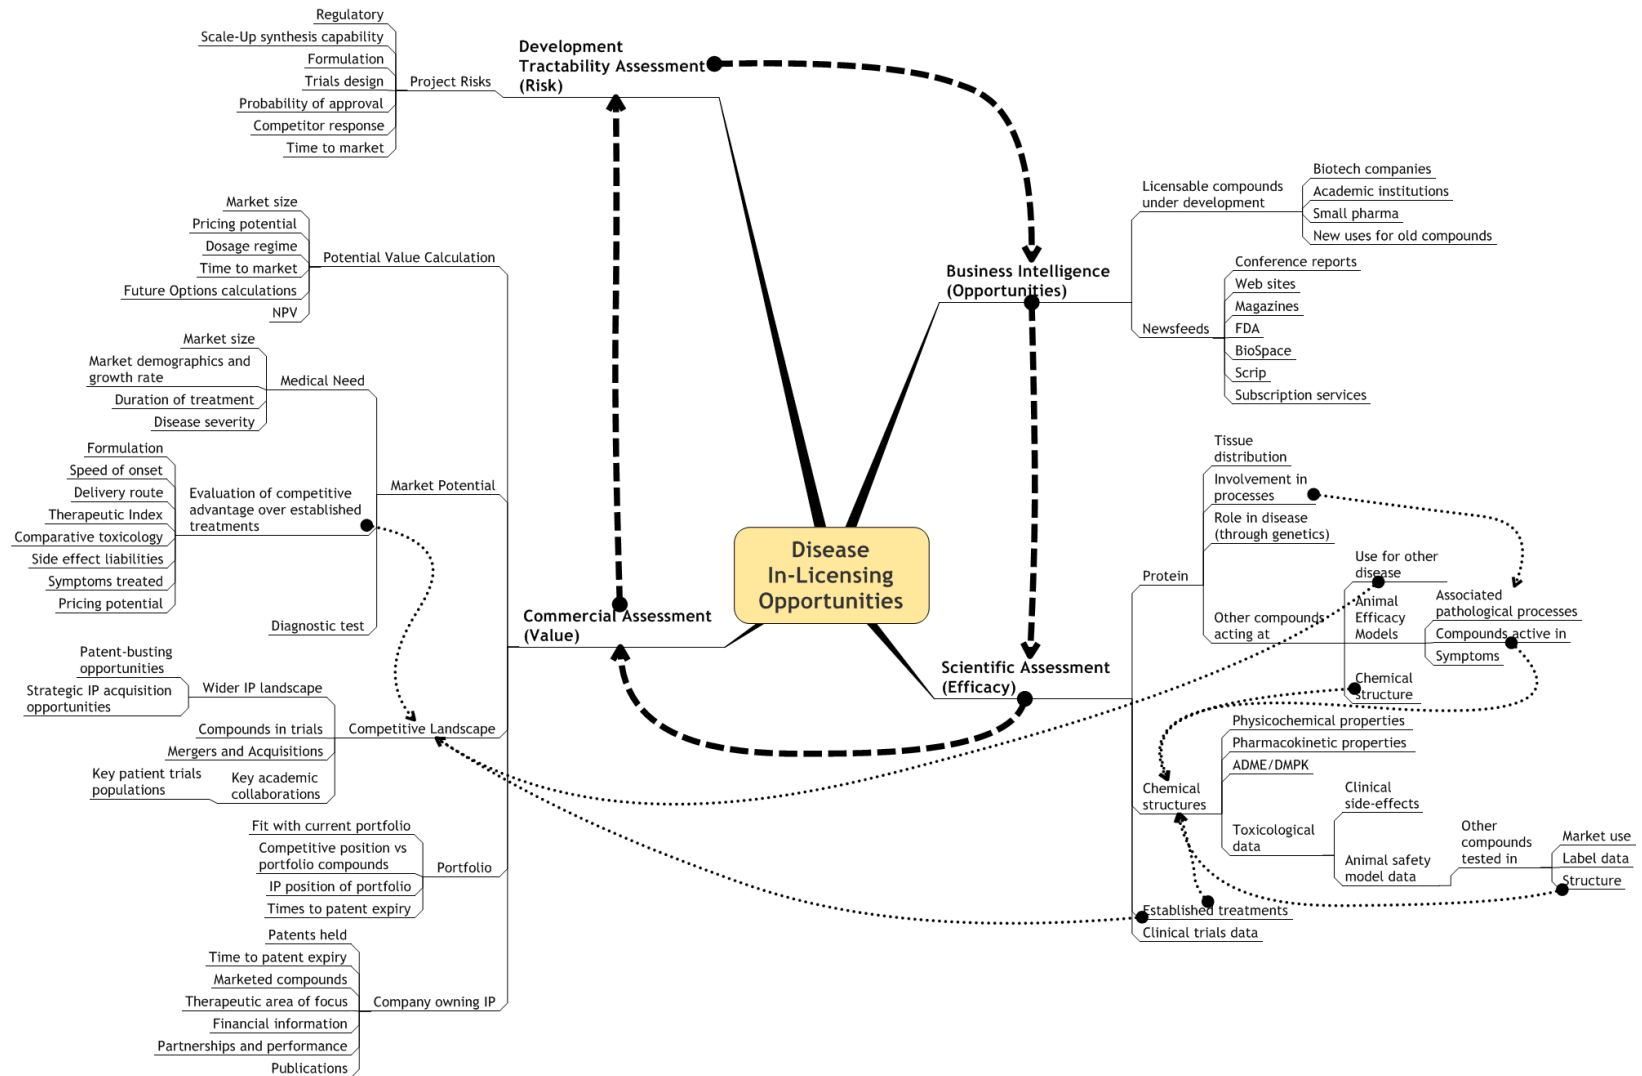 Disease
In-Licensing
Opportunities
Development
Tractability Assessment
(Risk)
Project Risks
Regulatory
Scale-Up synthesis capability
Formulation
Trials design
Probability of approval
Competitor response
Time to market
Business Intelligence
(Opportunities)
Licensable compounds
under development
Biotech companies
Academic institutions
Small pharma
New uses for old compounds
Newsfeeds
Conference reports
Web sites
Magazines
FDA
BioSpace
Scrip
Subscription services
Scientific Assessment
(Efficacy)
Protein
Tissue
distribution
Involvement in
processes
Role in disease
(through genetics)
Other compounds
acting at
Use for other
disease
Animal
Efficacy
Models
Associated
pathological processes
Compounds active in
Symptoms
Chemical
structure
Chemical
structures
Physicochemical properties
Pharmacokinetic properties
ADME/DMPK
Toxicological
data
Clinical
side-effects
Animal safety
model data
Other
compounds
tested in
Market use
Label data
Structure
Established treatments
Clinical trials data
Commercial Assessment
(Value)
Potential Value Calculation
Market size
Pricing potential
Dosage regime
Time to market
Future Options calculations
NPV
Market Potential
Medical Need
Market size
Market demographics and
growth rate
Duration of treatment
Disease severity
Evaluation of competitive
advantage over established
treatments
Formulation
Speed of onset
Delivery route
Therapeutic Index
Comparative toxicology
Side effect liabilities
Symptoms treated
Pricing potential
Diagnostic test
Competitive Landscape
Wider IP landscape
Patent-busting
opportunities
Strategic IP acquisition
opportunities
Compounds in trials
Mergers and Acquisitions
Key academic
collaborations
Key patient trials
populations
Portfolio
Fit with current portfolio
Competitive position vs
portfolio compounds
IP position of portfolio
Times to patent expiry
Company owning IP
Patents held
Time to patent expiry
Marketed compounds
Therapeutic area of focus
Financial information
Partnerships and performance
Publications